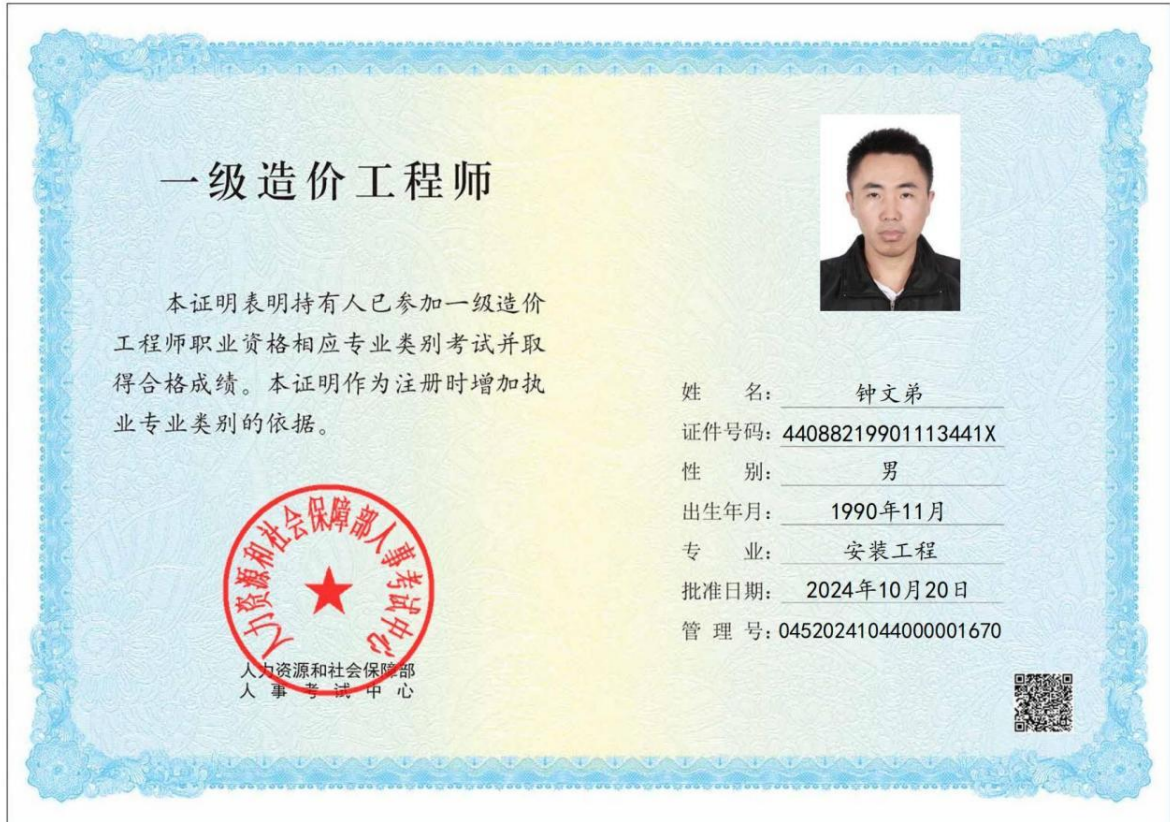 一级造价工程师
本证明表明持有人已参加一级造价
工程师职业资格相应专业类别考试并取
得合格成绩。本证明作为注册时增加执
业专业类别的依据。
人力资源和社会保障部人事考试中心
人力资源和社会保障部
人事考试中心
姓名：钟文弟
证件号码：44088219901113441X
性别：男
出生年月：1990年11月
专业：安装工程
批准日期：2024年10月20日
管理号：04520241044000001670